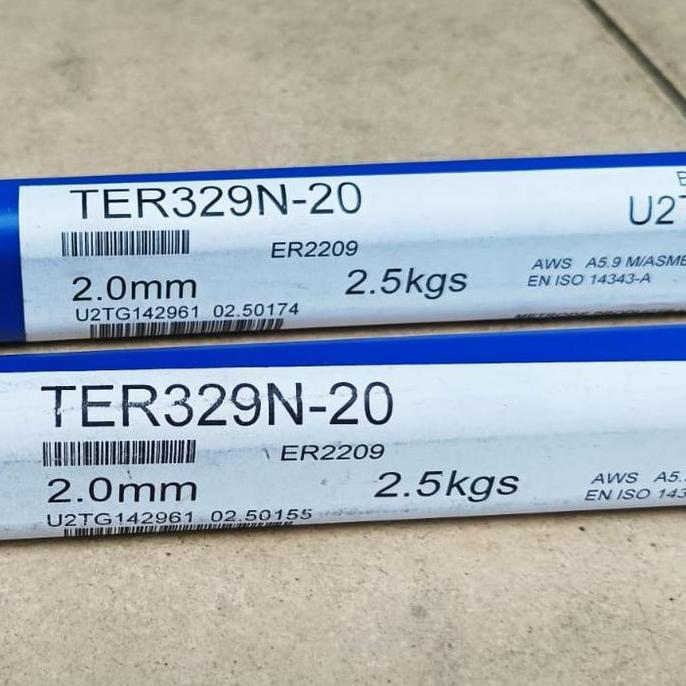 TER329N-20
U2
ER2209
2.0mm
2.5kgs
AWS A5.9 M/ASME
EN ISO 14343-A
U2TG142961 02.50174
TER329N-20
ER2209
2.0mm
2.5kgs
AWS A5.
EN ISO 143
U2TG142961 02.50155